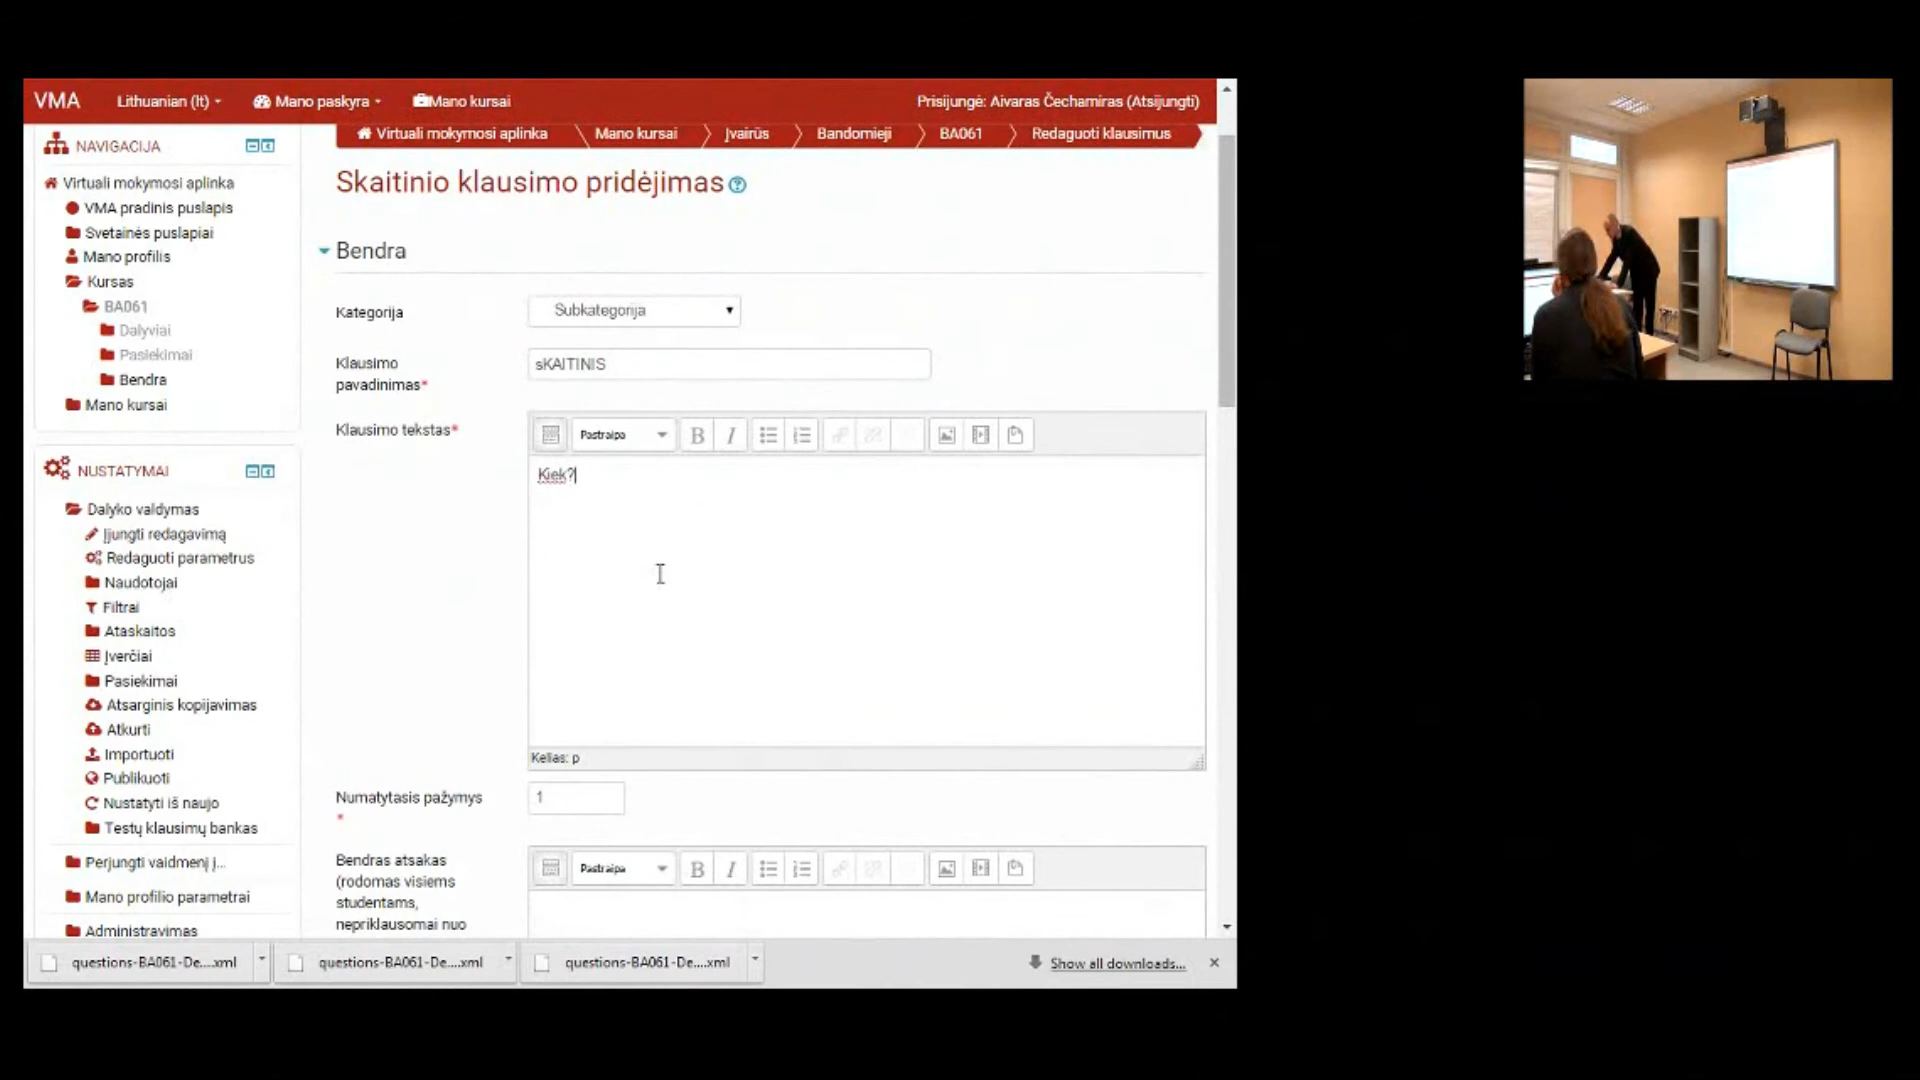 VMA Lithuanian (lt) Mano paskyra Mano kursai Prisijungė: Aivaras Čechamiras (Atsijungti)
Virtuali mokymosi aplinka Mano kursai Įvairūs Bandomieji BA061 Redaguoti klausimus
NAVIGACIJA
Virtuali mokymosi aplinka
VMA pradinis puslapis
Svetainės puslapiai
Mano profilis
Kursas
BA061
Dalyviai
Pasiekimai
Bendra
Mano kursai
NUSTATYMAI
Dalyko valdymas
Įjungti redagavimą
Redaguoti parametrus
Naudotojai
Filtrai
Ataskaitos
Įverčiai
Pasiekimai
Atsarginis kopijavimas
Atkurti
Importuoti
Publikuoti
Nustatyti iš naujo
Testų klausimų bankas
Perjungti vaidmenį į...
Mano profilio parametrai
Administravimas
Skaitinio klausimo pridėjimas
Bendra
Kategorija Subkategorija
Klausimo
pavadinimas* sKAITINIS
Klausimo tekstas* Pastraipa B I
Kiek?
Kelias: p
Numatytasis pažymys 1
*
Bendras atsakas Pastraipa B I
(rodomas visiems
studentams,
nepriklausomai nuo
questions-BA061-De....xml questions-BA061-De....xml questions-BA061-De....xml Show all downloads...